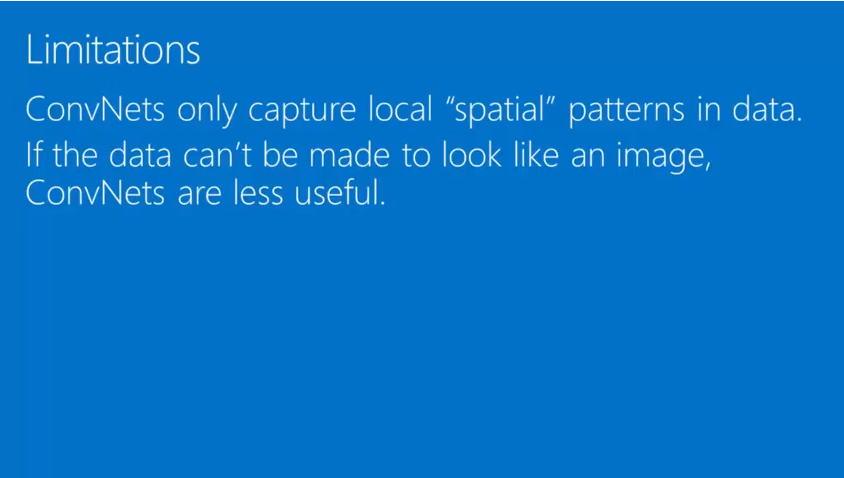 Limitations
ConvNets only capture local “spatial” patterns in data.
If the data can’t be made to look like an image,
ConvNets are less useful.